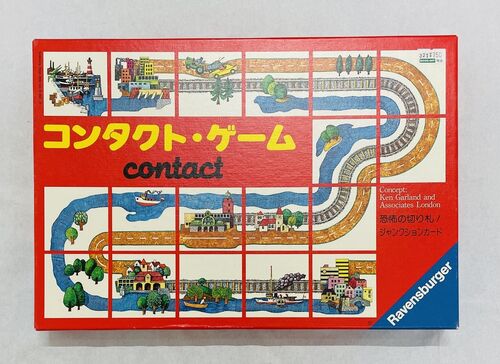 コンタクト・ゲーム
contact
Concept:
Ken Garland and
Associates London
恐怖の切り札!
ジャンクションカード
Ravensburger